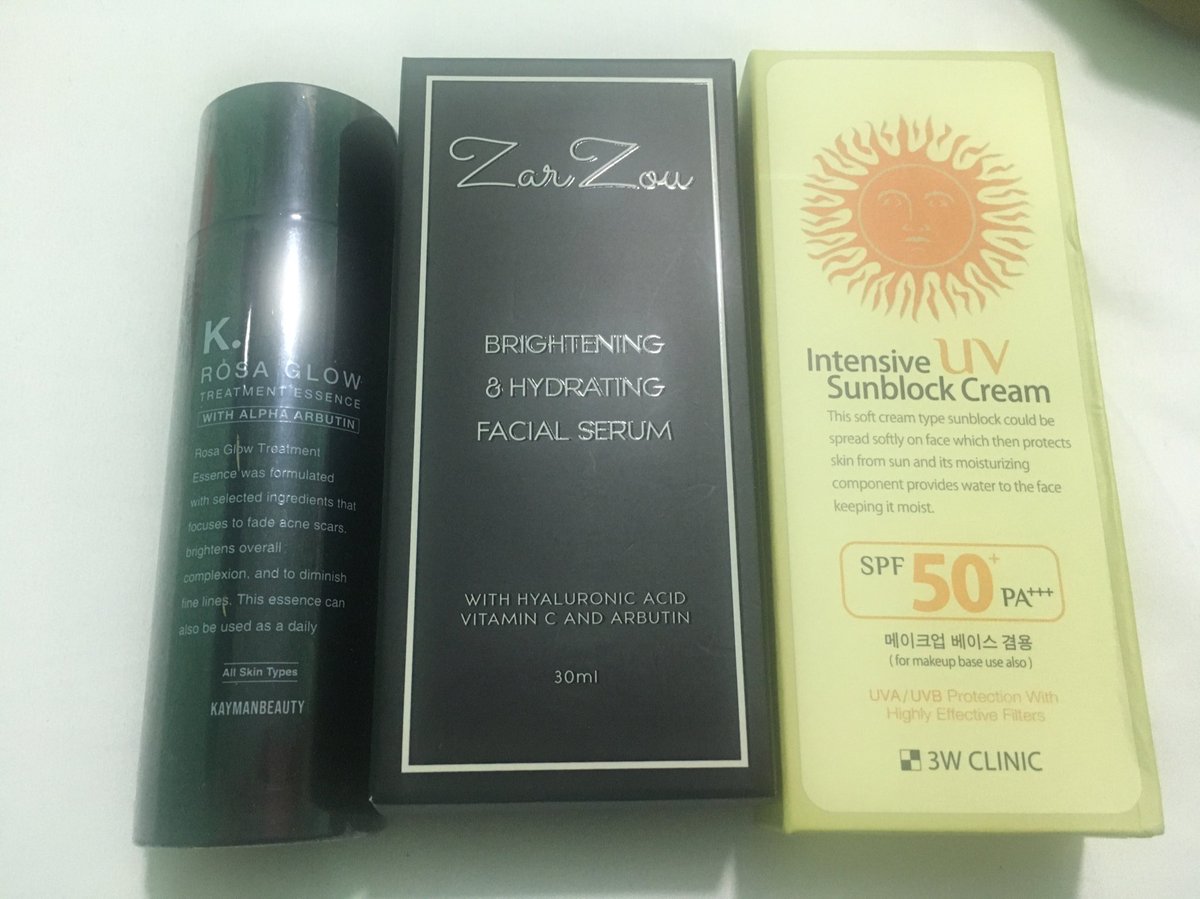 K.
RÓSA GLOW
TREATMENT ESSENCE
WITH ALPHA ARBUTIN
Rosa Glow Treatment
Essence was formulated
with selected ingredients that
focuses to fade acne scars,
brightens overall
complexion, and to diminish
fine lines. This essence can
also be used as a daily
All Skin Types
KAYMANBEAUTY
Zar Zou
BRIGHTENING
& HYDRATING
FACIAL SERUM
WITH HYALURONIC ACID
VITAMIN C AND ARBUTIN
30ml
Intensive UV
Sunblock Cream
This soft cream type sunblock could be
spread softly on face which then protects
skin from sun and its moisturizing
component provides water to the face
keeping it moist.
SPF 50+ PA+++
메이크업 베이스 겸용
( for makeup base use also )
UVA / UVB Protection With
Highly Effective Filters
3W CLINIC